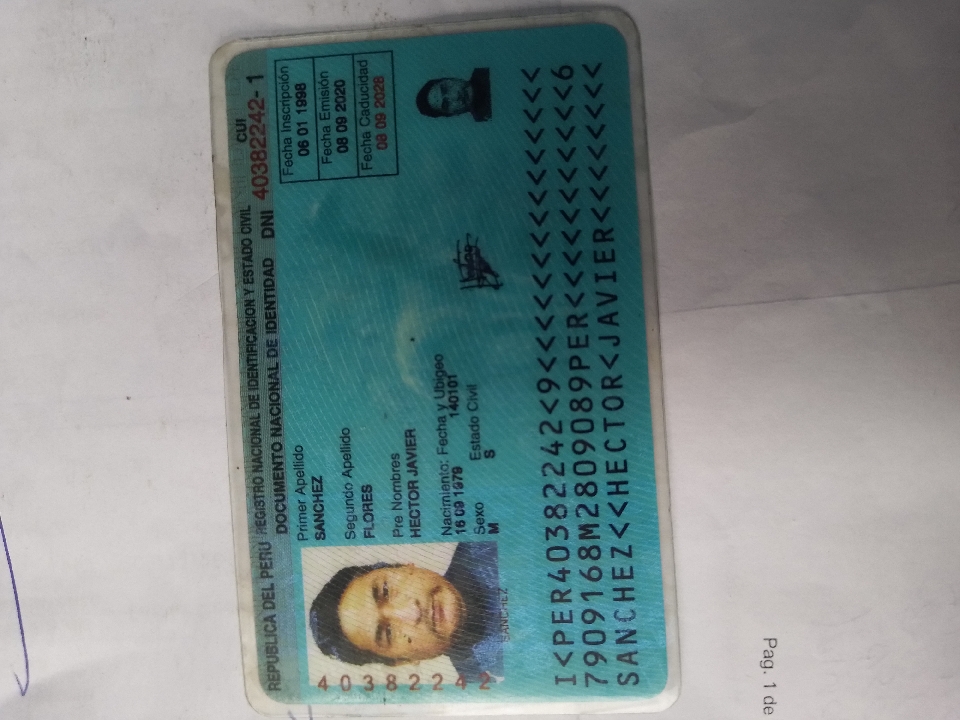 REPUBLICA DEL PERU REGISTRO NACIONAL DE IDENTIFICACION Y ESTADO CIVIL CUI
DOCUMENTO NACIONAL DE IDENTIDAD DNI 40382242-1
Primer Apellido
SANCHEZ
Segundo Apellido
FLORES
Pre Nombres
HECTOR JAVIER
Nacimiento: Fecha y Ubigeo
16 09 1979 140101
Sexo Estado Civil
M S
Fecha Inscripción
06 01 1998
Fecha Emisión
08 09 2020
Fecha Caducidad
08 09 2028
40382242
SANCHEZ
I<PER40382242<9<<<<<<<<<<<<<<<
7909168M2809089PER<<<<<<<<<<<6
SANCHEZ<<HECTOR<JAVIER<<<<<<<<
Pag. 1 de